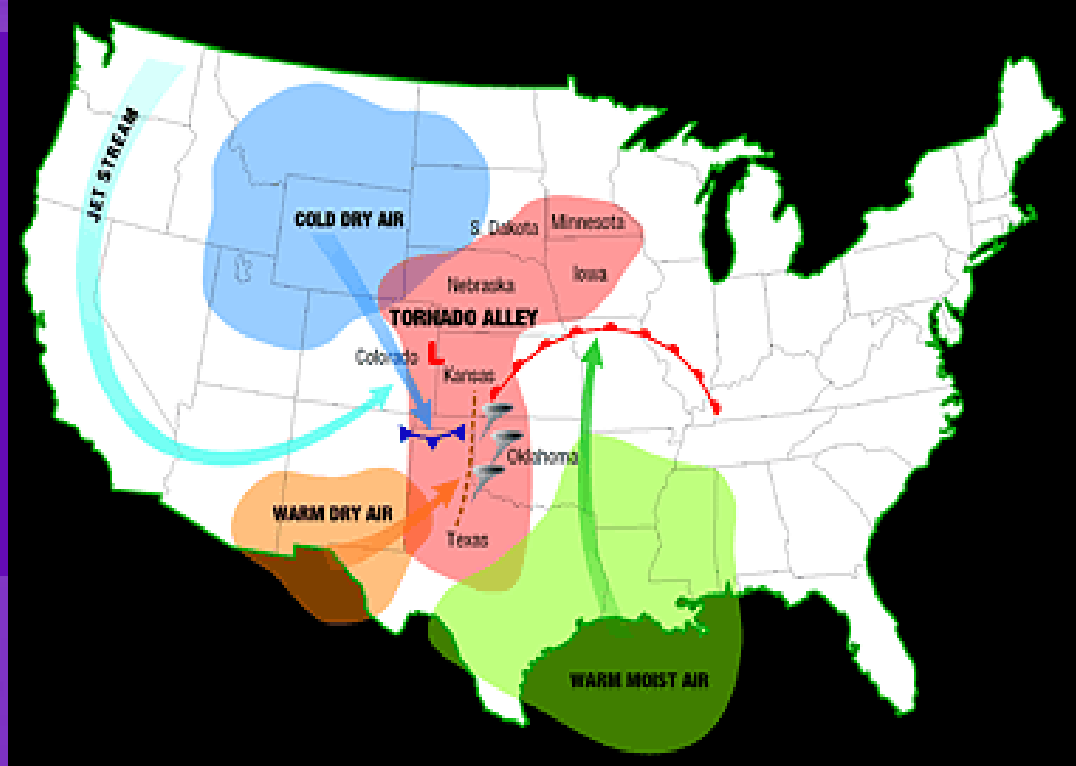 JET STREAM
COLD DRY AIR
S. Dakota
Minnesota
Nebraska
Iowa
TORNADO ALLEY
Colorado
L
Kansas
Oklahoma
WARM DRY AIR
Texas
WARM MOIST AIR